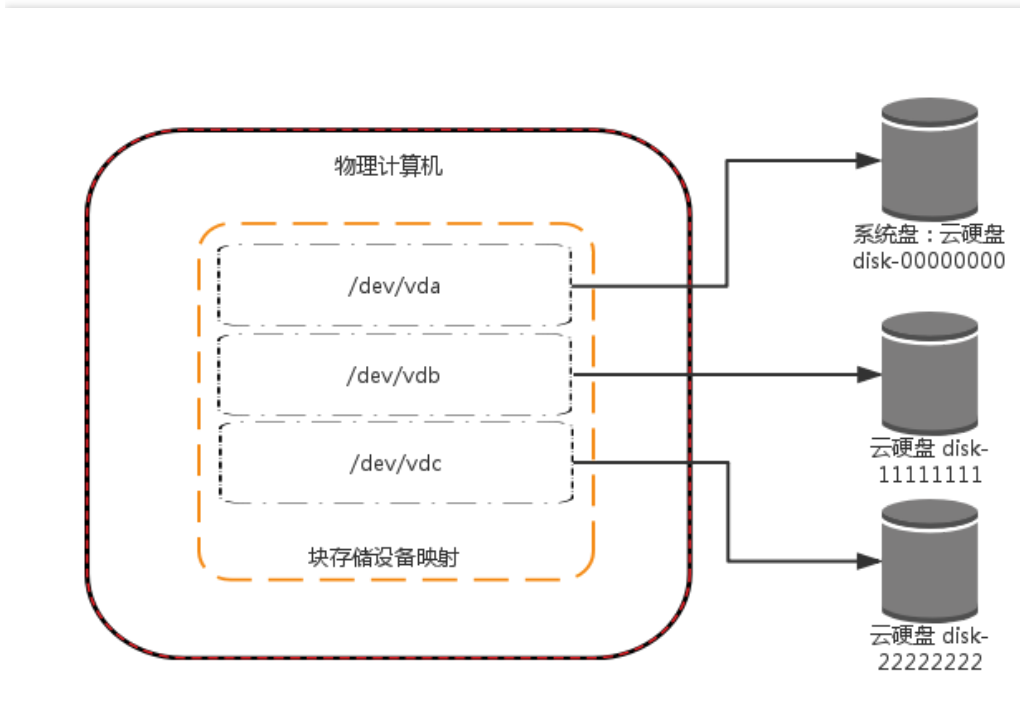 物理计算机
/dev/vda
/dev/vdb
/dev/vdc
块存储设备映射
系统盘：云硬盘
disk-00000000
云硬盘 disk-
11111111
云硬盘 disk-
22222222